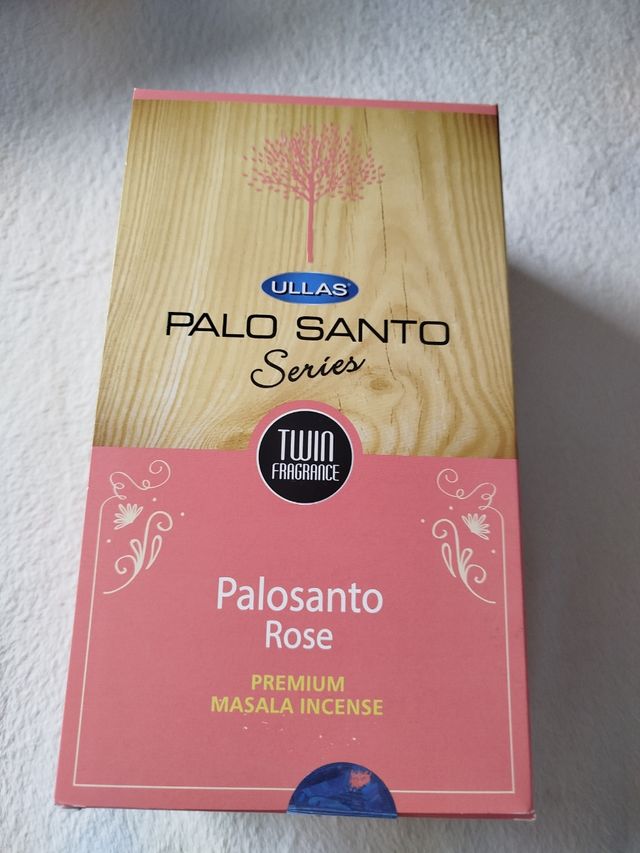 ULLAS
PALO SANTO
Series
TWIN
FRAGRANCE
Palosanto
Rose
PREMIUM
MASALA INCENSE